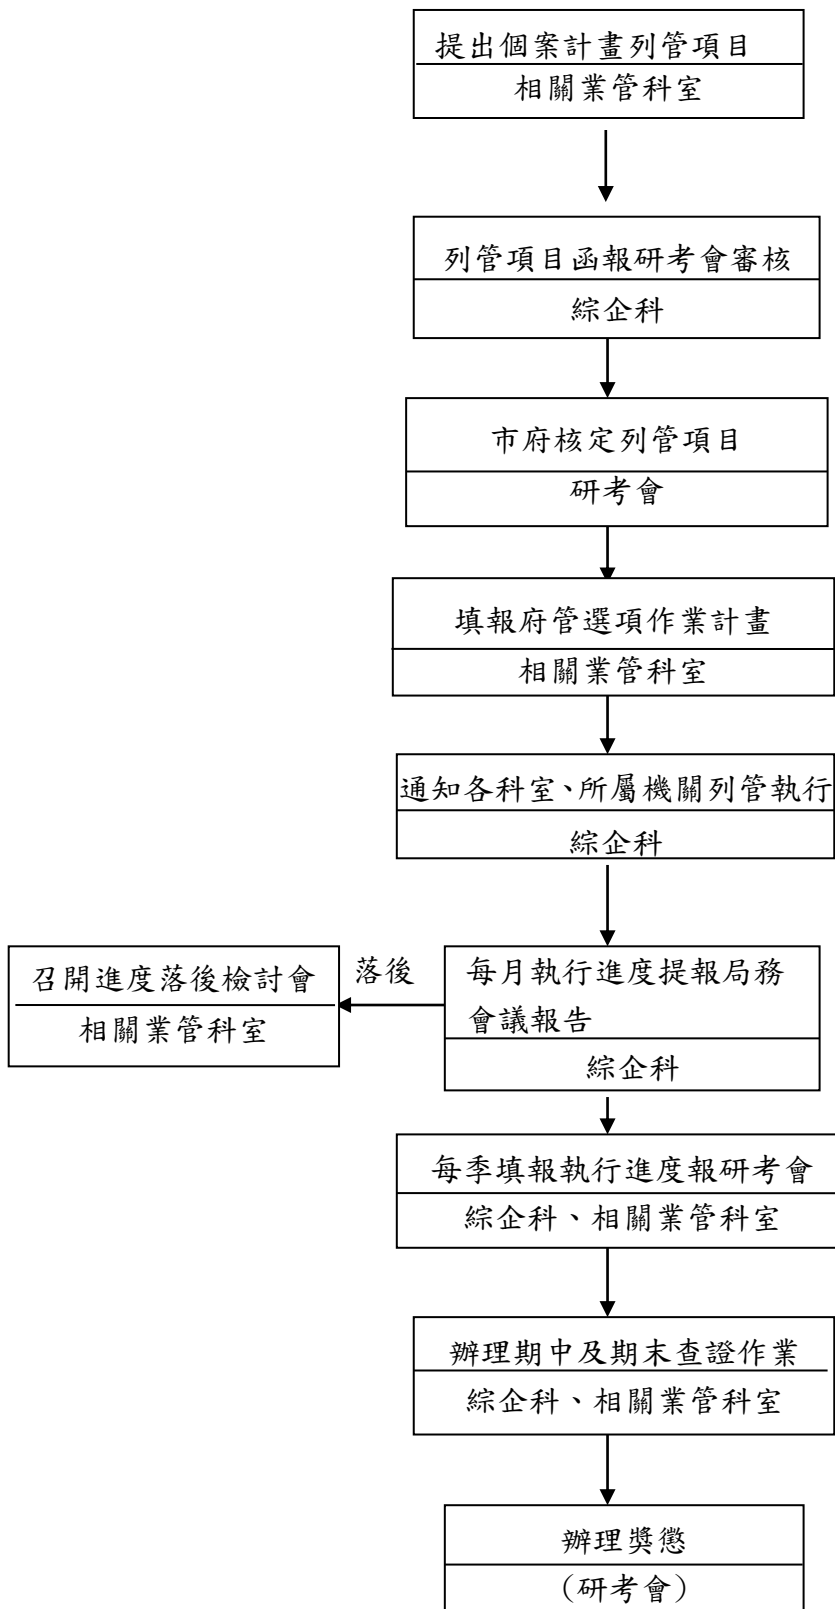 提出個案計畫列管項目
相關業管科室
列管項目函報研考會審核
綜企科
市府核定列管項目
研考會
填報府管選項作業計畫
相關業管科室
通知各科室、所屬機關列管執行
綜企科
召開進度落後檢討會
相關業管科室
落後
每月執行進度提報局務
會議報告
綜企科
每季填報執行進度報研考會
綜企科、相關業管科室
辦理期中及期末查證作業
綜企科、相關業管科室
辦理獎懲
(研考會)